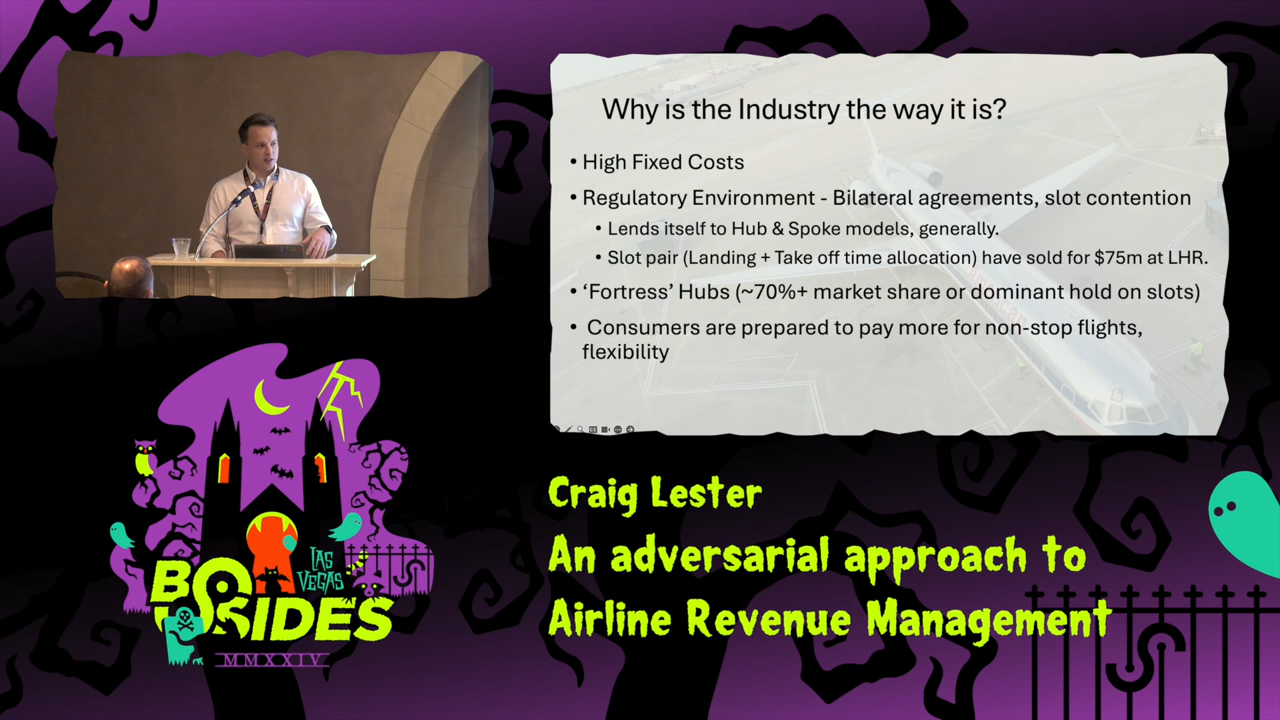 Why is the Industry the way it is?
• High Fixed Costs
• Regulatory Environment - Bilateral agreements, slot contention
• Lends itself to Hub & Spoke models, generally.
• Slot pair (Landing + Take off time allocation) have sold for $75m at LHR.
• ‘Fortress’ Hubs (~70%+ market share or dominant hold on slots)
• Consumers are prepared to pay more for non-stop flights,
flexibility
Craig Lester
An adversarial approach to
Airline Revenue Management
LAS
VEGAS
BSIDES
MMXXIV